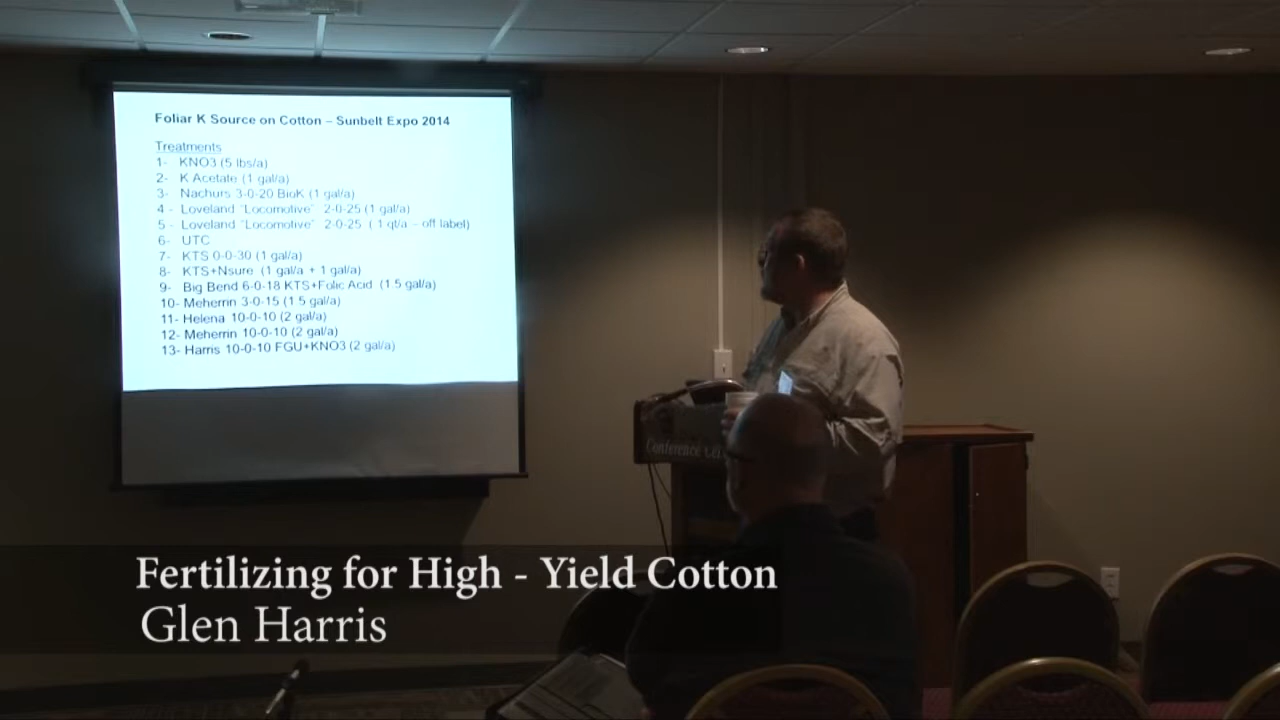 Foliar K Source on Cotton – Sunbelt Expo 2014
Treatments
1- KNO3 (5 lbs/a)
2- K Acetate (1 gal/a)
3- Nachurs 3-0-20 BioK (1 gal/a)
4 - Loveland "Locomotive" 2-0-25 (1 gal/a)
5 - Loveland "Locomotive" 2-0-25 ( 1 qt/a – off label)
6- UTC
7- KTS 0-0-30 (1 gal/a)
8- KTS+Nsure (1 gal/a + 1 gal/a)
9- Big Bend 6-0-18 KTS+Folic Acid (1.5 gal/a)
10- Meherrin 3-0-15 (1.5 gal/a)
11- Helena 10-0-10 (2 gal/a)
12- Meherrin 10-0-10 (2 gal/a)
13- Harris 10-0-10 FGU+KNO3 (2 gal/a)
Conference
Fertilizing for High - Yield Cotton
Glen Harris